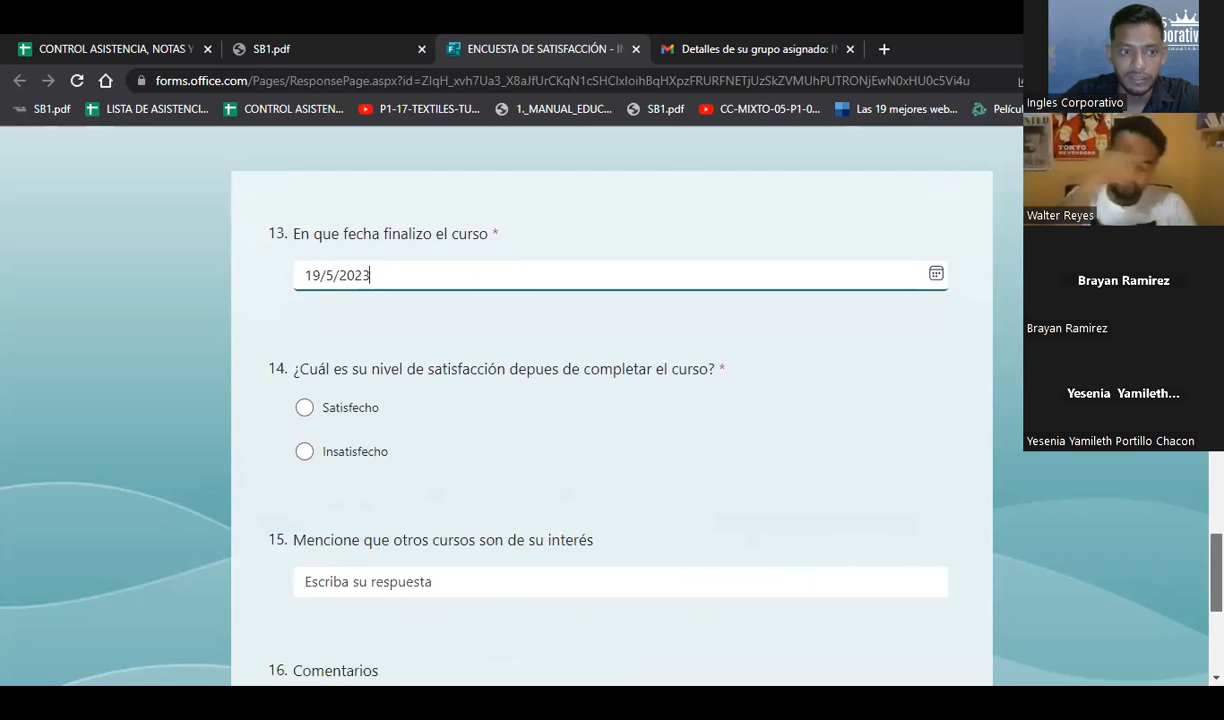 CONTROL ASISTENCIA, NOTAS Y
SB1.pdf
ENCUESTA DE SATISFACCIÓN - I
Detalles de su grupo asignado: I
forms.office.com/Pages/ResponsePage.aspx?id=
SB1.pdf
LISTA DE ASISTENCI...
CONTROL ASISTEN...
P1-17-TEXTILES-TU...
1._MANUAL_EDUC...
SB1.pdf
CC-MIXTO-05-P1-0...
Las 19 mejores web...
Películ
13. En que fecha finalizo el curso *
19/5/2023
14. ¿Cuál es su nivel de satisfacción depues de completar el curso? *
Satisfecho
Insatisfecho
15. Mencione que otros cursos son de su interés
Escriba su respuesta
16. Comentarios
Ingles Corporativo
TOKYO
Walter Reyes
Brayan Ramirez
Brayan Ramirez
Yesenia Yamileth...
Yesenia Yamileth Portillo Chacon